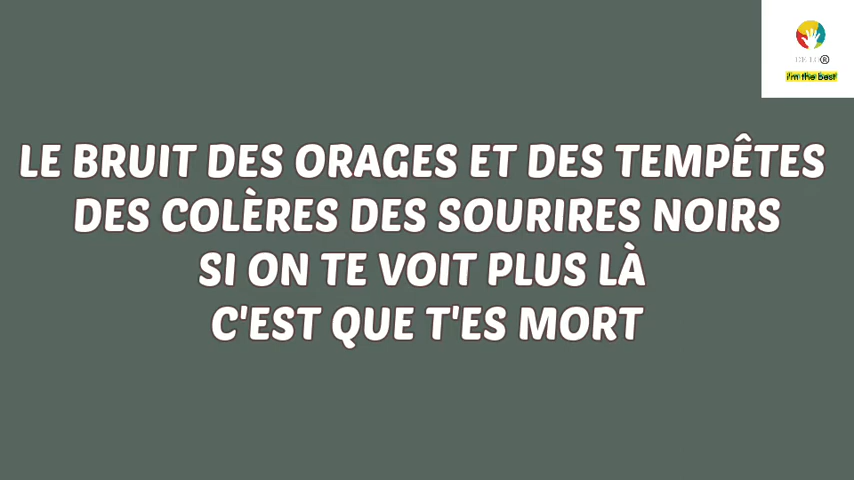 ®
I'm the best
LE BRUIT DES ORAGES ET DES TEMPÊTES
DES COLÈRES DES SOURIRES NOIRS
SI ON TE VOIT PLUS LÀ
C'EST QUE T'ES MORT